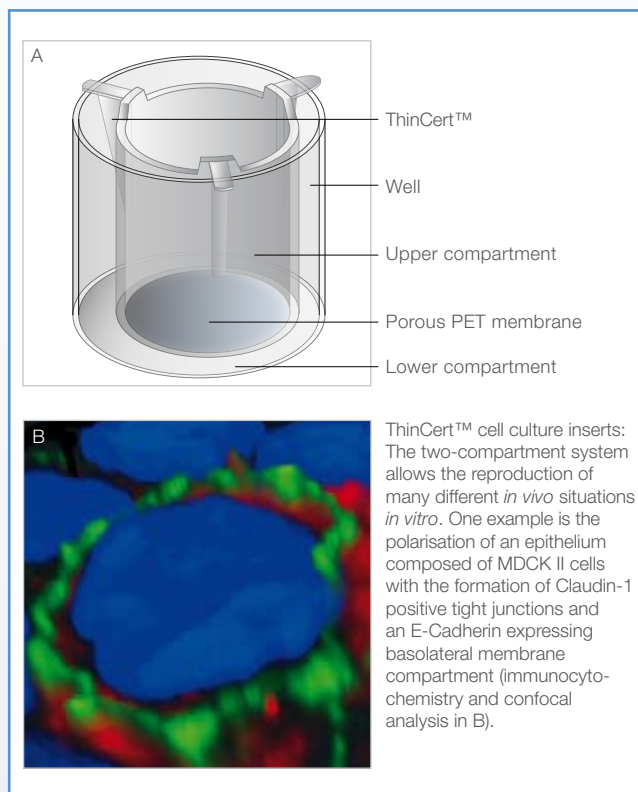 A
ThinCert™
Well
Upper compartment
Porous PET membrane
Lower compartment
B
ThinCert™ cell culture inserts:
The two-compartment system
allows the reproduction of
many different in vivo situations
in vitro. One example is the
polarisation of an epithelium
composed of MDCK II cells
with the formation of Claudin-1
positive tight junctions and
an E-Cadherin expressing
basolateral membrane
compartment (immunocyto-
chemistry and confocal
analysis in B).